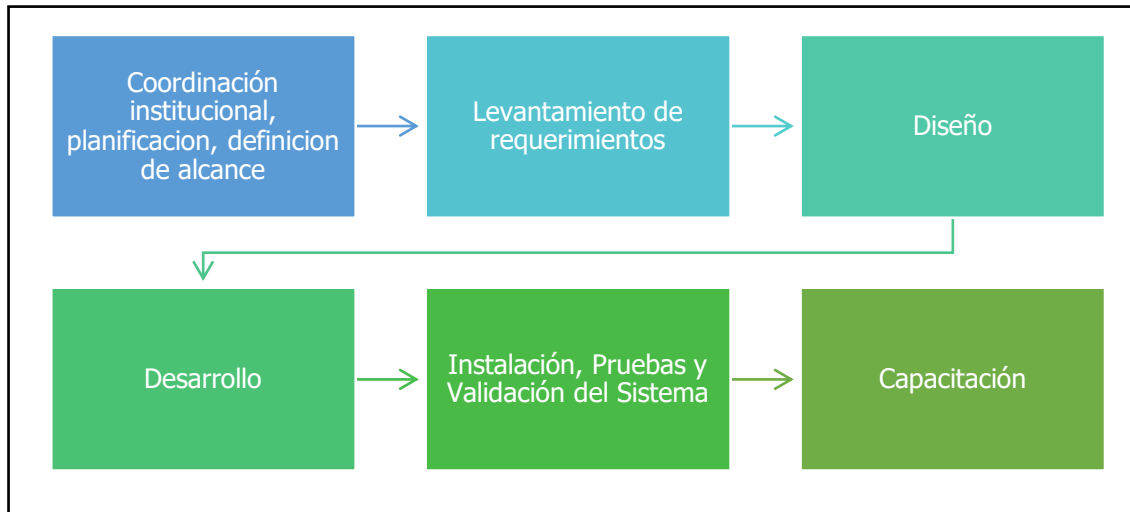 Coordinación
institucional,
planificacion, definicion
de alcance
Levantamiento de
requerimientos
Diseño
Desarrollo
Instalación, Pruebas y
Validación del Sistema
Capacitación